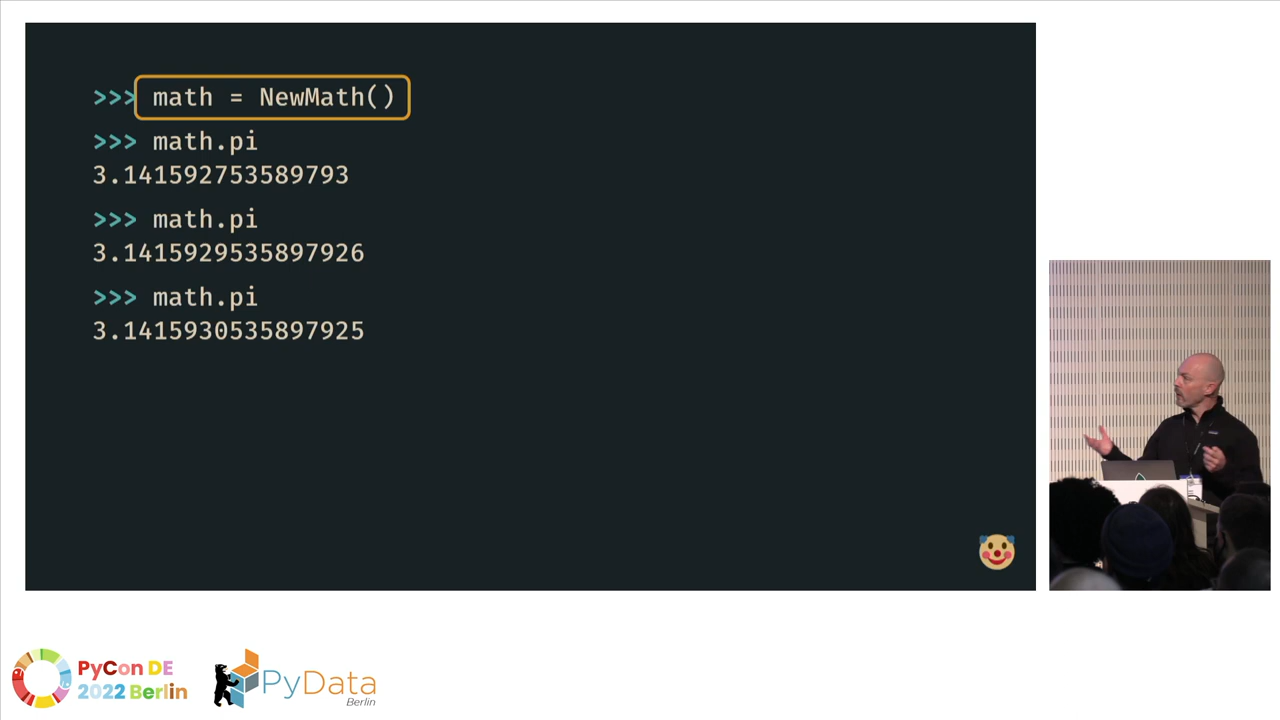 >>> math = NewMath()
>>> math.pi
3.141592753589793
>>> math.pi
3.1415929535897926
>>> math.pi
3.1415930535897925
PyCon DE
2022 Berlin
PyData
Berlin